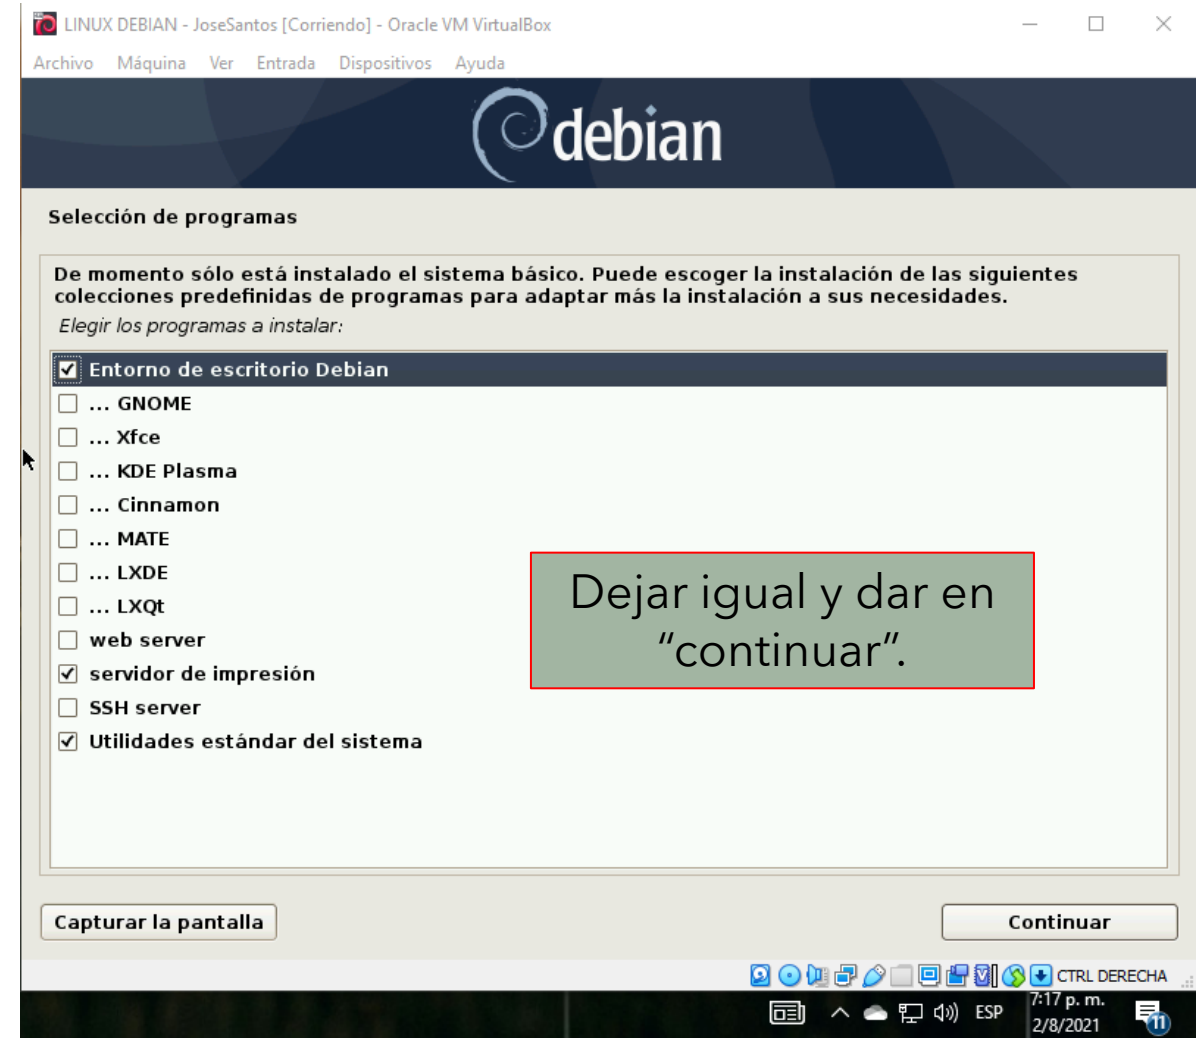 LINUX DEBIAN - JoseSantos [Corriendo] - Oracle VM VirtualBox
Archivo Máquina Ver Entrada Dispositivos Ayuda
debian
Selección de programas
De momento sólo está instalado el sistema básico. Puede escoger la instalación de las siguientes
colecciones predefinidas de programas para adaptar más la instalación a sus necesidades.
Elegir los programas a instalar:
Entorno de escritorio Debian
... GNOME
... Xfce
... KDE Plasma
... Cinnamon
... MATE
... LXDE
... LXQt
web server
servidor de impresión
SSH server
Utilidades estándar del sistema
Dejar igual y dar en
“continuar”.
Capturar la pantalla
Continuar
CTRL DERECHA
ESP
7:17 p. m.
2/8/2021
11